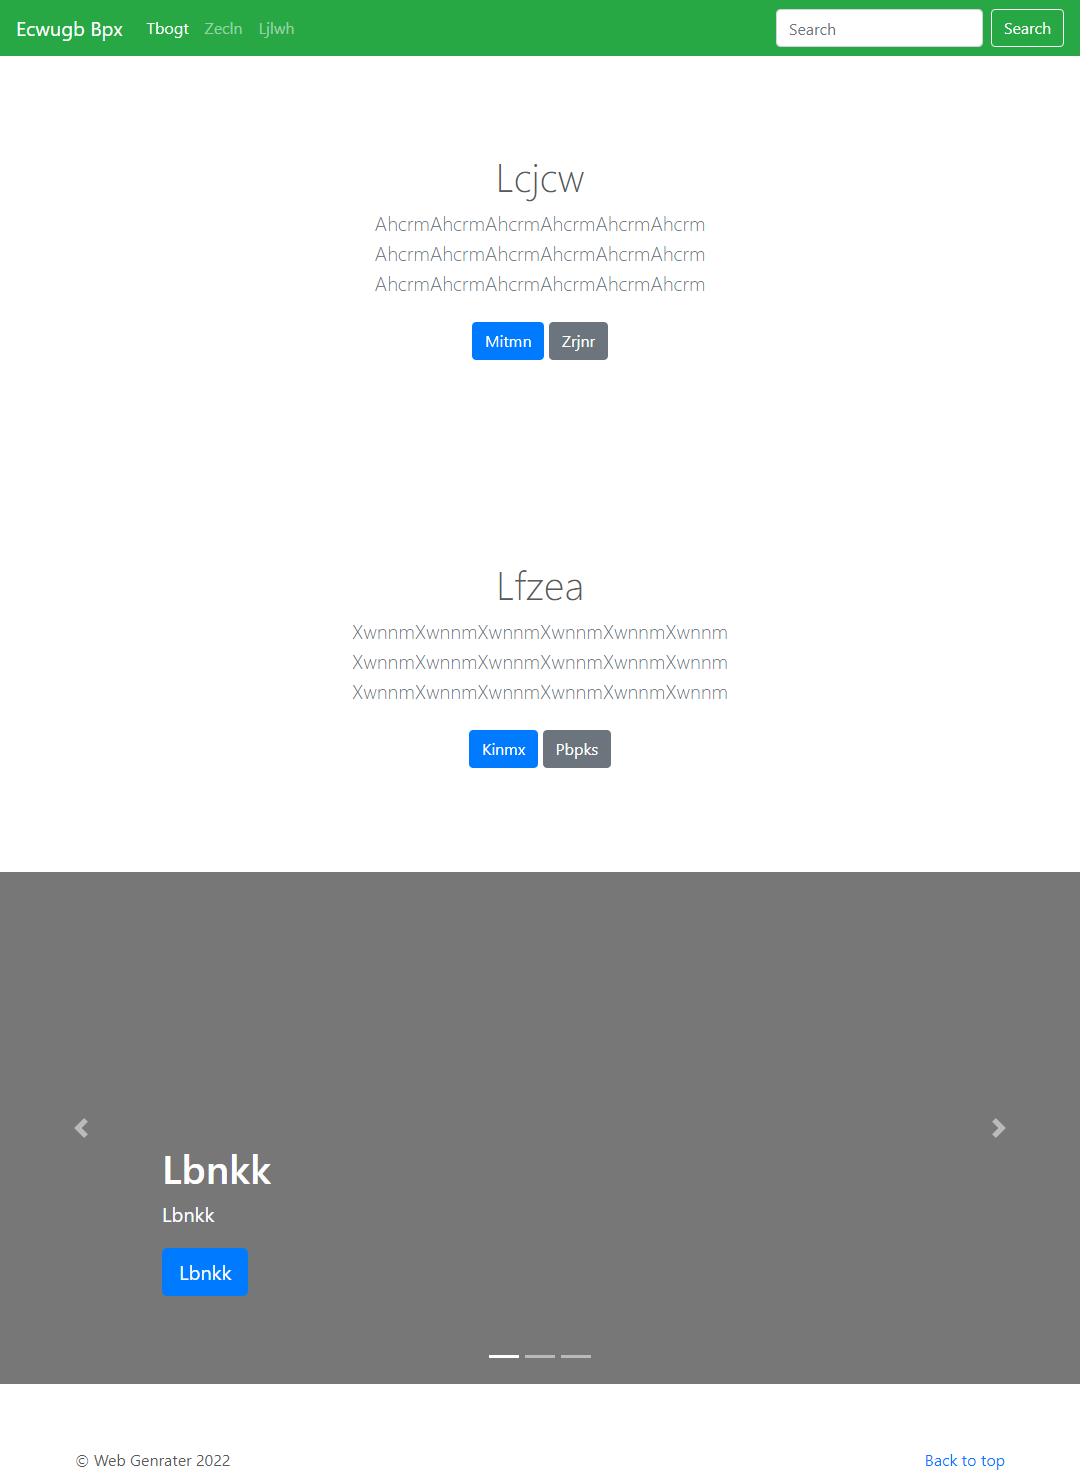 Ecwugb Bpx Tbogt Zecln Ljlwh Search Search
Lcjcw
AhcrmAhcrmAhcrmAhcrmAhcrmAhcrm
AhcrmAhcrmAhcrmAhcrmAhcrmAhcrm
AhcrmAhcrmAhcrmAhcrmAhcrmAhcrm
Mitmn Zrjnr
Lfzea
XwnnmXwnnmXwnnmXwnnmXwnnmXwnnm
XwnnmXwnnmXwnnmXwnnmXwnnmXwnnm
XwnnmXwnnmXwnnmXwnnmXwnnmXwnnm
Kinmx Pbpks
Lbnkk
Lbnkk
Lbnkk
© Web Genrater 2022 Back to top